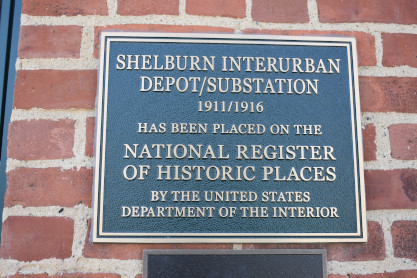 SHELBURN INTERURBAN
DEPOT/SUBSTATION
1911/1916
HAS BEEN PLACED ON THE
NATIONAL REGISTER
OF HISTORIC PLACES
BY THE UNITED STATES
DEPARTMENT OF THE INTERIOR